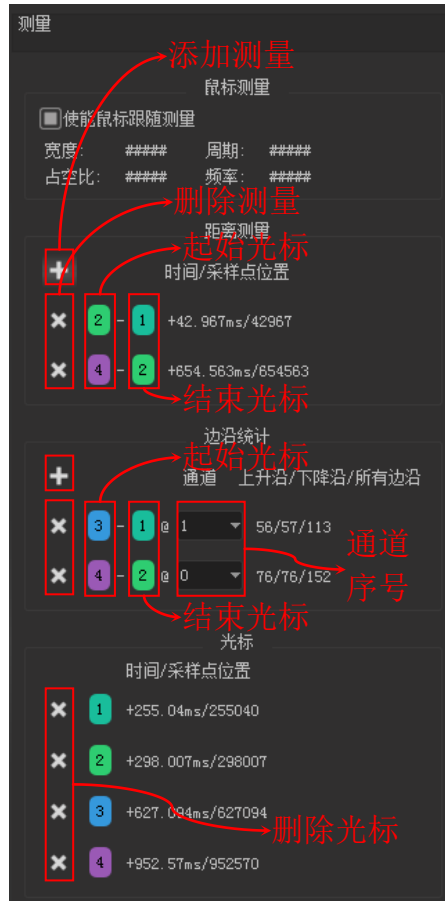 测量
添加测量
鼠标测量
使能鼠标跟随测量
宽度: ##### 周期: #####
占空比: ##### 频率: #####
删除测量
距离测量
起始光标
时间/采样点位置
2 - 1 +42.967ms/42967
4 - 2 +654.563ms/654563
结束光标
边沿统计
起始光标
通道 上升沿/下降沿/所有边沿
3 - 1 @ 1 56/57/113
通道
4 - 2 @ 0 76/76/152
序号
结束光标
光标
时间/采样点位置
1 +255.04ms/255040
2 +298.007ms/298007
3 +627.094ms/627094
删除光标
4 +952.57ms/952570